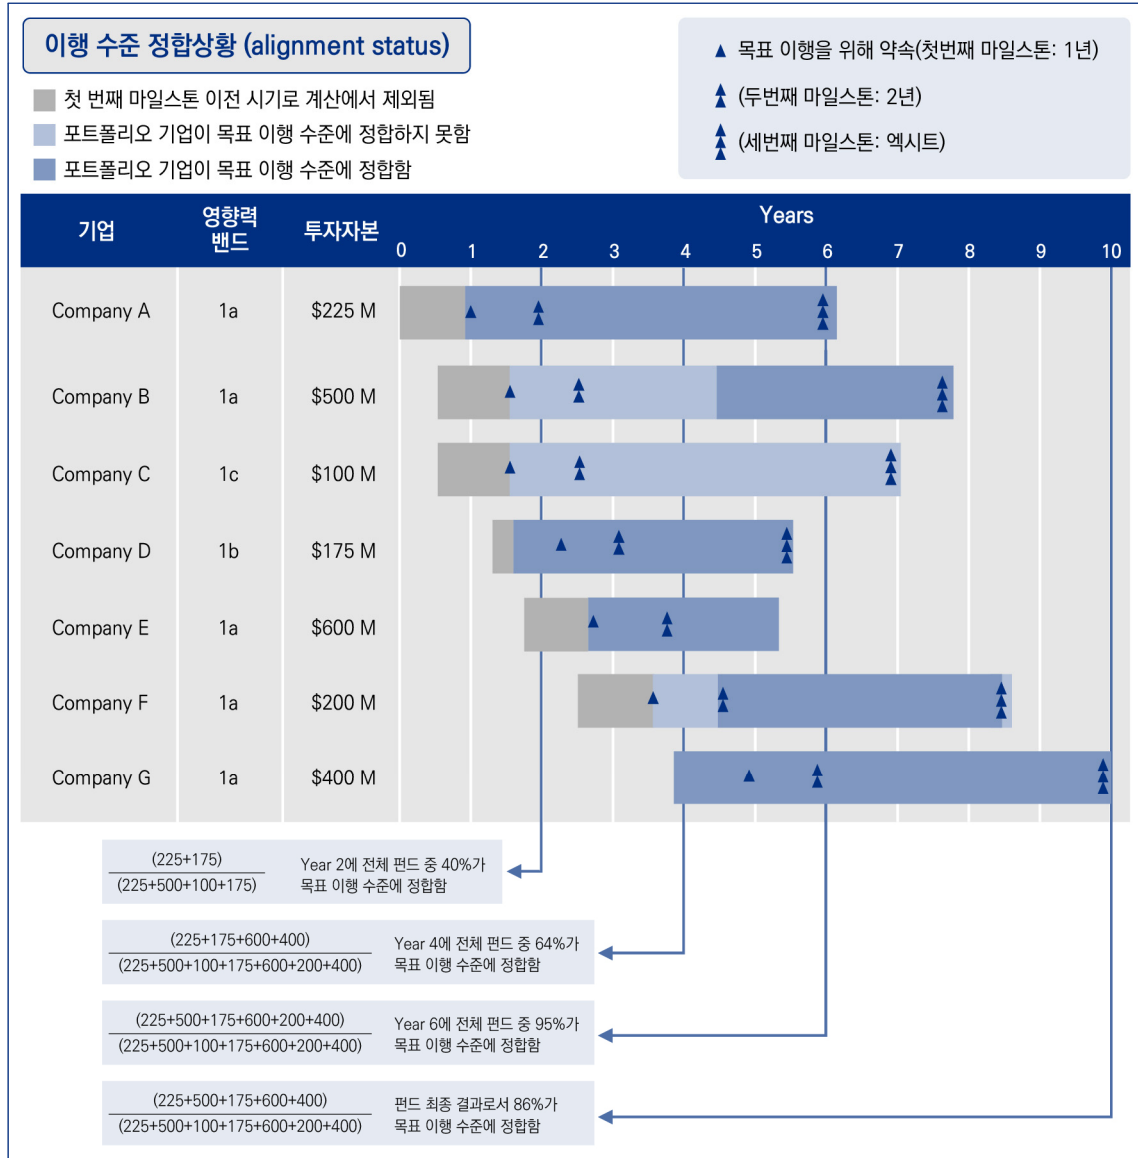 이행 수준 정합상황 (alignment status)
첫 번째 마일스톤 이전 시기로 계산에서 제외됨
포트폴리오 기업이 목표 이행 수준에 정합하지 못함
포트폴리오 기업이 목표 이행 수준에 정합함
목표 이행을 위해 약속(첫번째 마일스톤: 1년)
(두번째 마일스톤: 2년)
(세번째 마일스톤: 엑시트)
기업
영향력
밴드
투자자본
Years
0 1 2 3 4 5 6 7 8 9 10
Company A 1a $225 M
Company B 1a $500 M
Company C 1c $100 M
Company D 1b $175 M
Company E 1a $600 M
Company F 1a $200 M
Company G 1a $400 M
(225+175)
(225+500+100+175)
Year 2에 전체 펀드 중 40%가
목표 이행 수준에 정합함
(225+175+600+400)
(225+500+100+175+600+200+400)
Year 4에 전체 펀드 중 64%가
목표 이행 수준에 정합함
(225+500+175+600+200+400)
(225+500+100+175+600+200+400)
Year 6에 전체 펀드 중 95%가
목표 이행 수준에 정합함
(225+500+175+600+400)
(225+500+100+175+600+200+400)
펀드 최종 결과로서 86%가
목표 이행 수준에 정합함